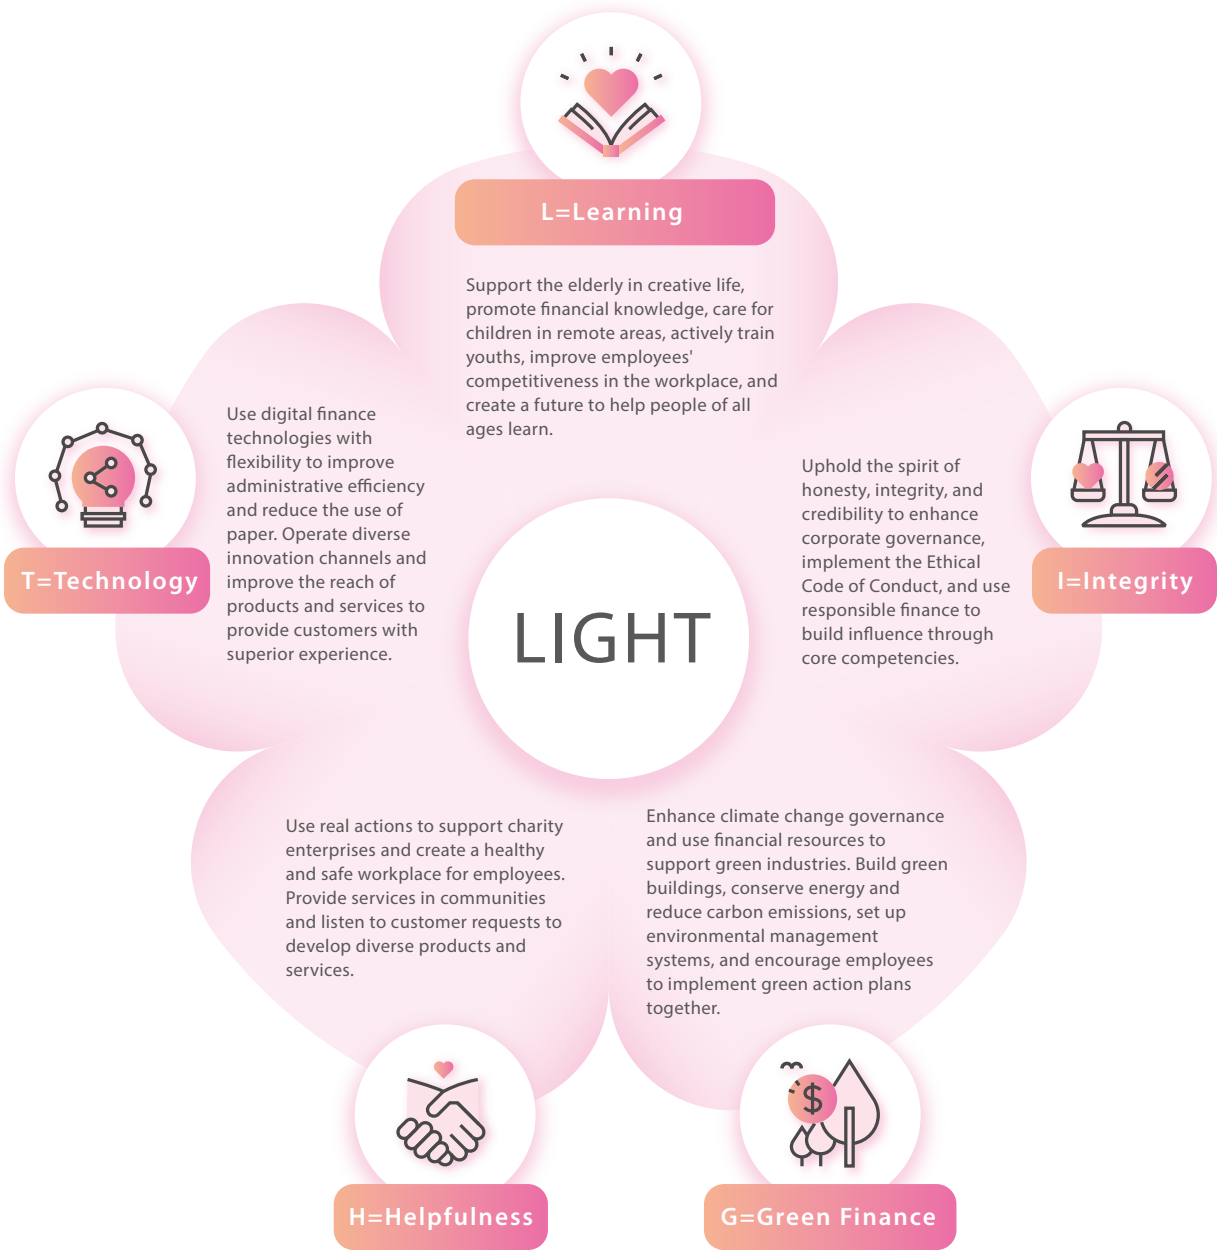 L=Learning
Support the elderly in creative life,
promote financial knowledge, care for
children in remote areas, actively train
youths, improve employees'
competitiveness in the workplace, and
create a future to help people of all
ages learn.
I=Integrity
Uphold the spirit of
honesty, integrity, and
credibility to enhance
corporate governance,
implement the Ethical
Code of Conduct, and use
responsible finance to
build influence through
core competencies.
G=Green Finance
Enhance climate change governance
and use financial resources to
support green industries. Build green
buildings, conserve energy and
reduce carbon emissions, set up
environmental management
systems, and encourage employees
to implement green action plans
together.
$
H=Helpfulness
Use real actions to support charity
enterprises and create a healthy
and safe workplace for employees.
Provide services in communities
and listen to customer requests to
develop diverse products and
services.
T=Technology
Use digital finance
technologies with
flexibility to improve
administrative efficiency
and reduce the use of
paper. Operate diverse
innovation channels and
improve the reach of
products and services to
provide customers with
superior experience.
LIGHT